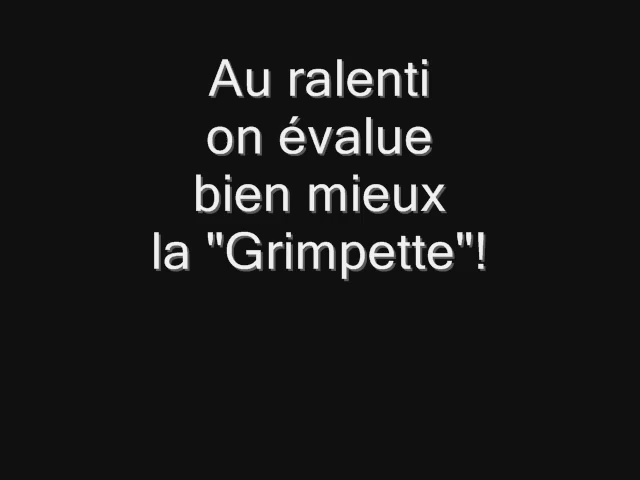 Au ralenti
on évalue
bien mieux
la "Grimpette"!